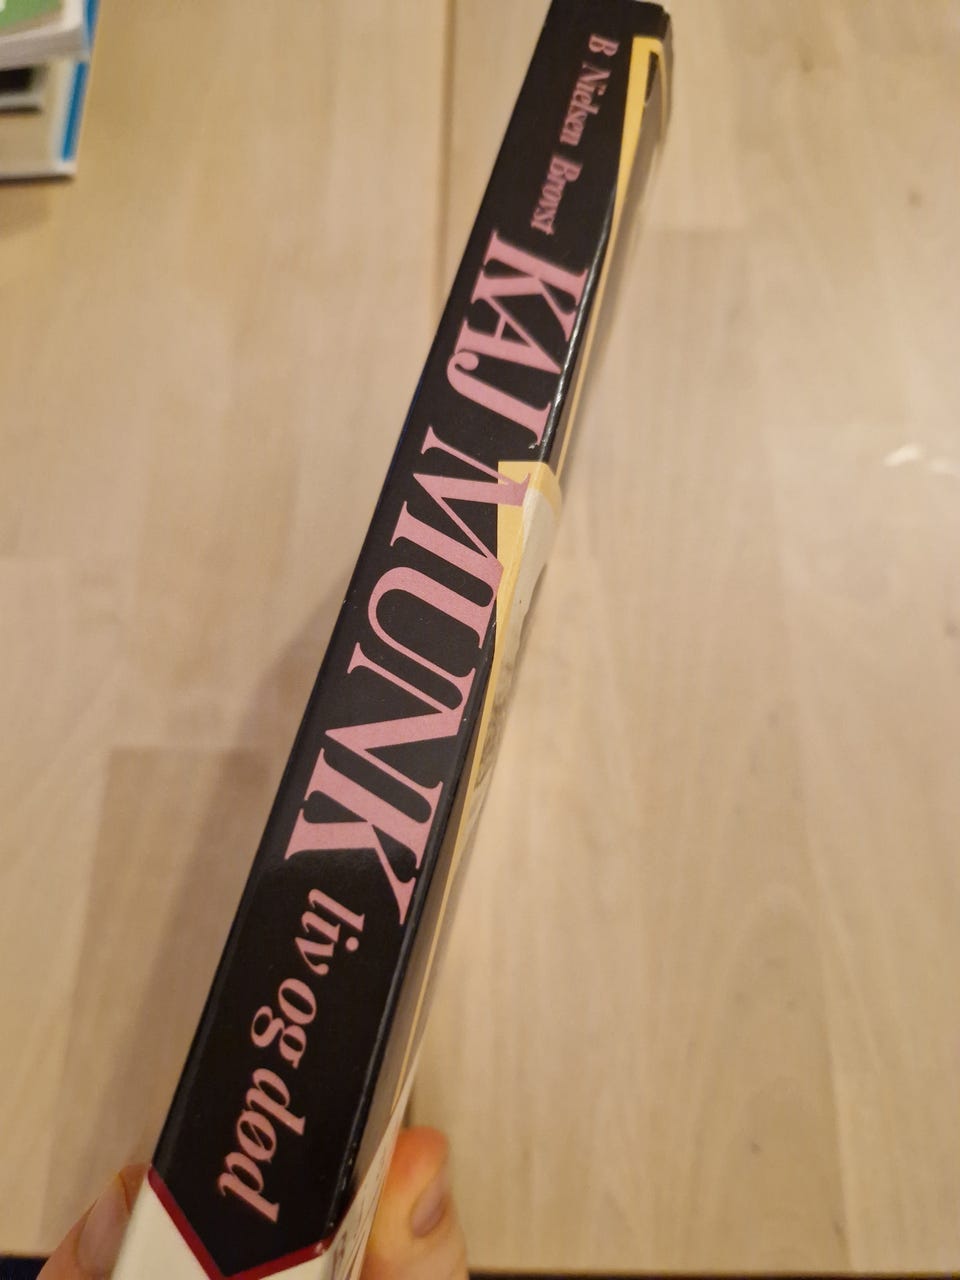 B Nielsen Brovst
KAJ MUNK
liv og død